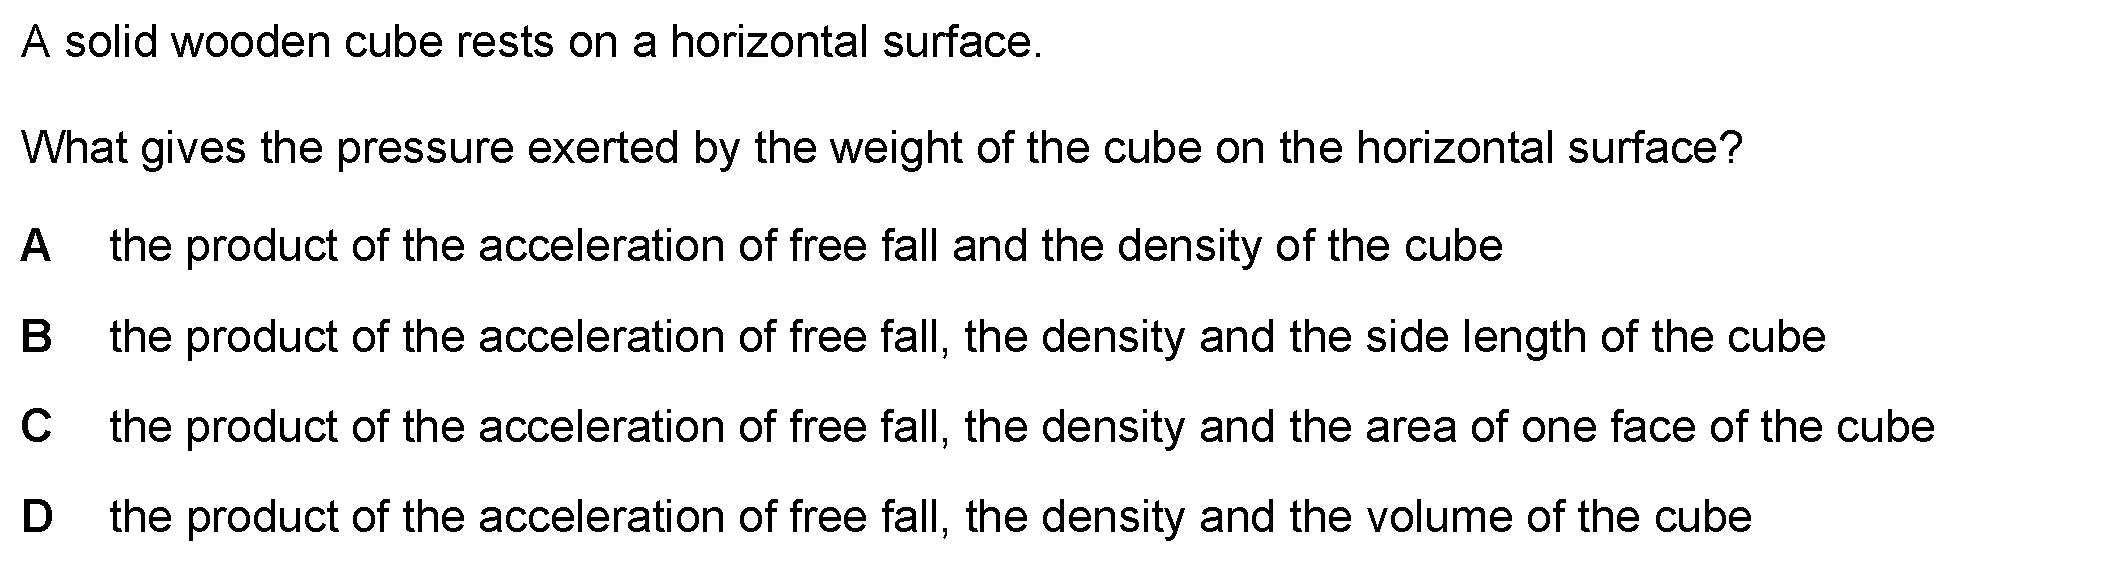 A solid wooden cube rests on a horizontal surface.
What gives the pressure exerted by the weight of the cube on the horizontal surface?
A the product of the acceleration of free fall and the density of the cube
B the product of the acceleration of free fall, the density and the side length of the cube
C the product of the acceleration of free fall, the density and the area of one face of the cube
D the product of the acceleration of free fall, the density and the volume of the cube